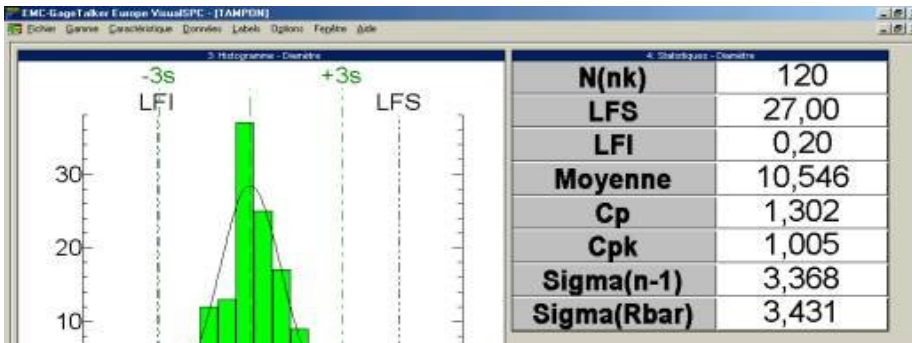 EMC-GageTalker Europe VisualSPC - [TAMPON]
Fichier Gamme Caractéristique Données Labels Options Fenêtre Aide
3: Histogramme - Diamètre
-3s +3s
LFI LFS
30
20
10
4: Statistiques - Diamètre
N(nk) 120
LFS 27,00
LFI 0,20
Moyenne 10,546
Cp 1,302
Cpk 1,005
Sigma(n-1) 3,368
Sigma(Rbar) 3,431